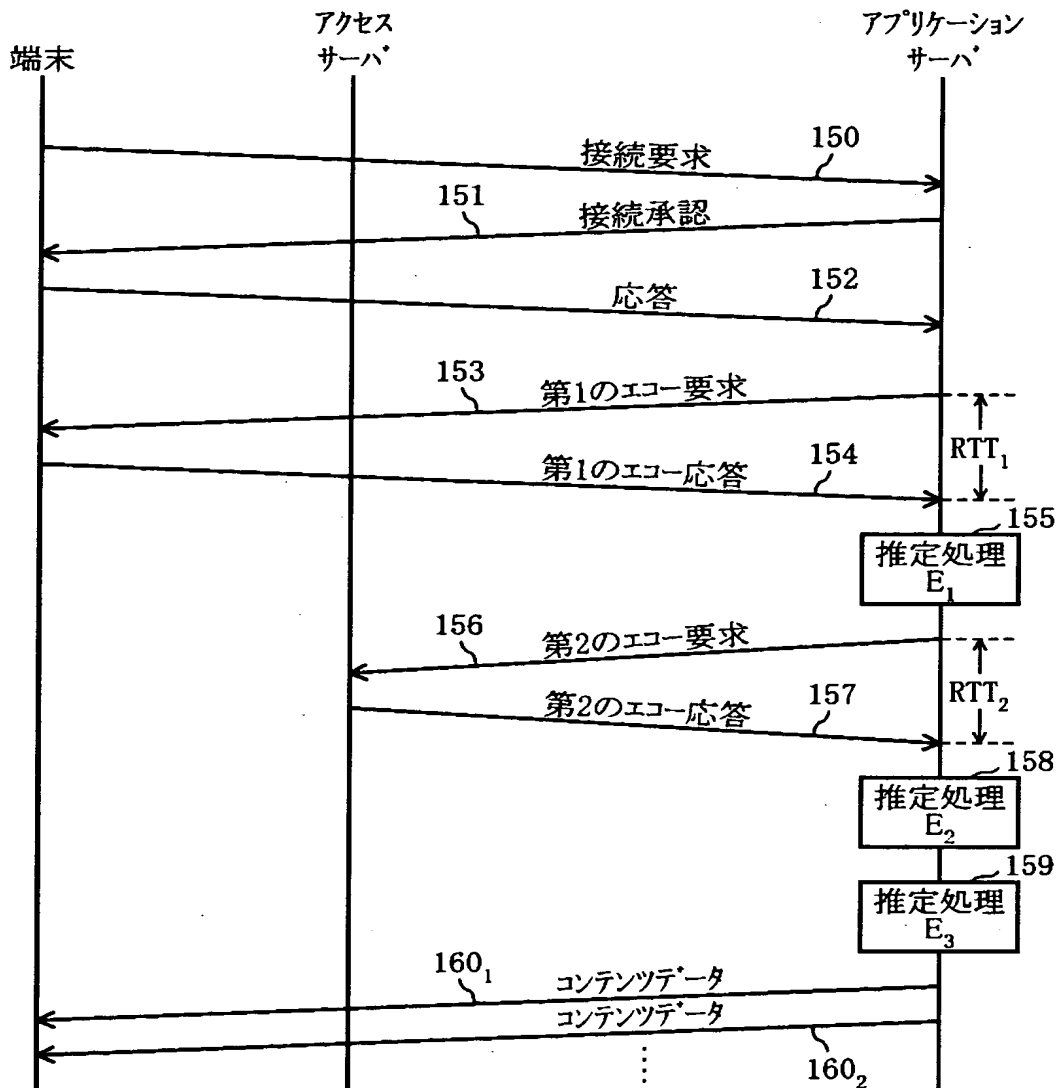 端末
アクセス
サーバ
アプリケーション
サーバ
接続要求
150
151
接続承認
応答
152
153
第1のエコー要求
RTT₁
第1のエコー応答
154
155
推定処理
E₁
156
第2のエコー要求
RTT₂
第2のエコー応答
157
158
推定処理
E₂
159
推定処理
E₃
160₁
コンテンツデータ
コンテンツデータ
160₂